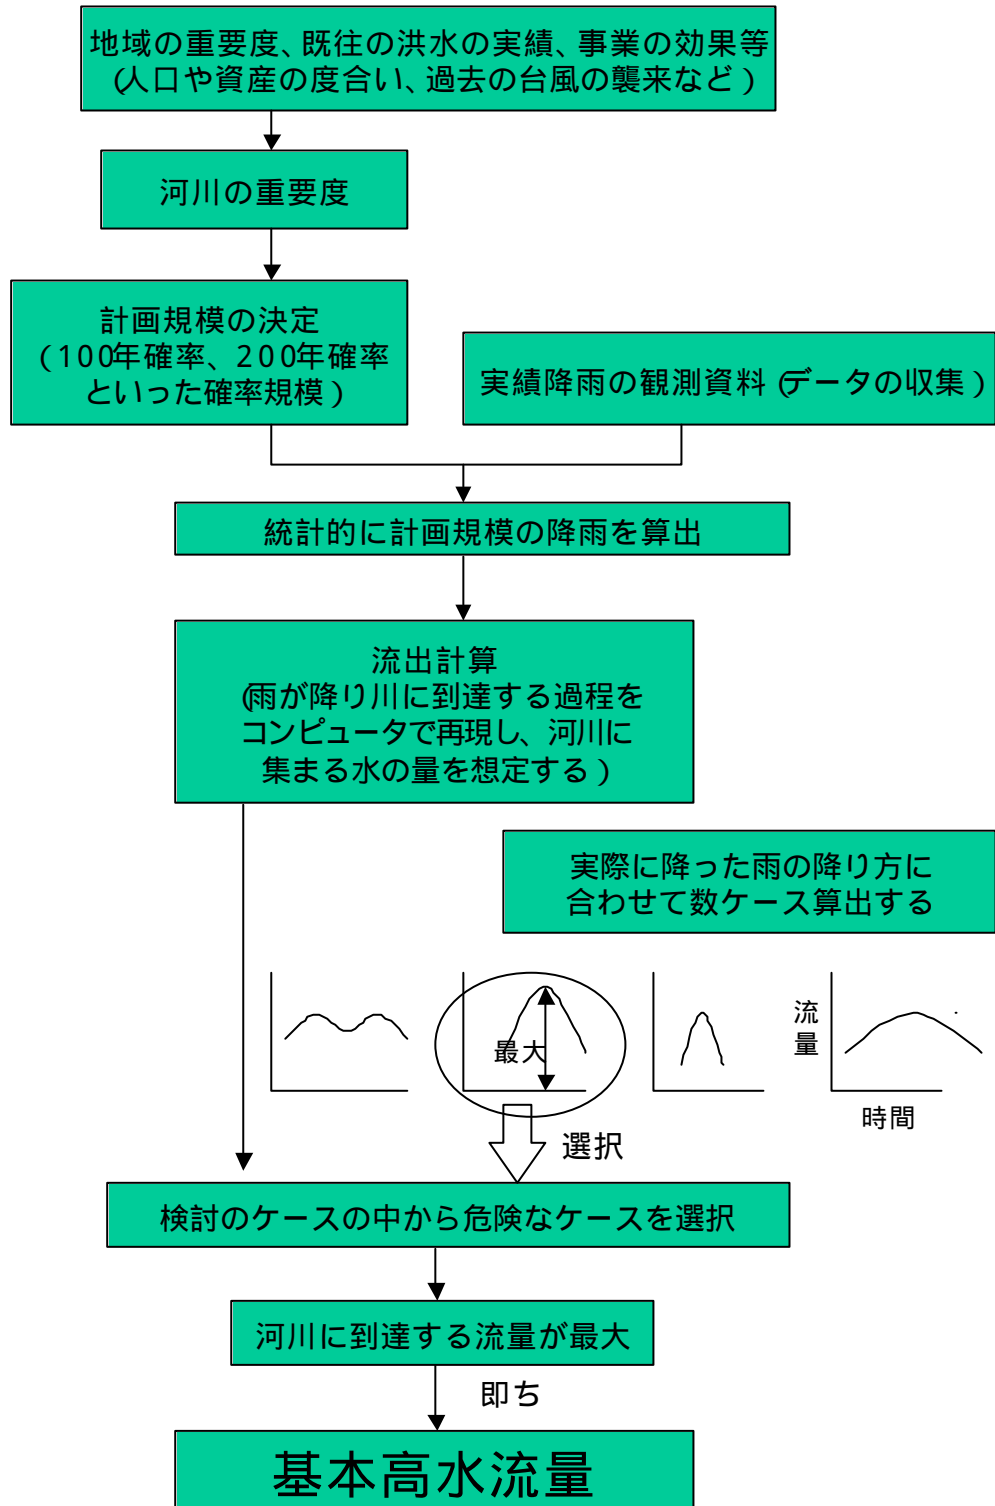 地域の重要度、既往の洪水の実績、事業の効果等
(人口や資産の度合い、過去の台風の襲来など)
河川の重要度
計画規模の決定
(100年確率、200年確率
といった確率規模)
実績降雨の観測資料(データの収集)
統計的に計画規模の降雨を算出
流出計算
(雨が降り川に到達する過程を
コンピュータで再現し、河川に
集まる水の量を想定する)
実際に降った雨の降り方に
合わせて数ケース算出する
最大
流量
時間
選択
検討のケースの中から危険なケースを選択
河川に到達する流量が最大
即ち
基本高水流量